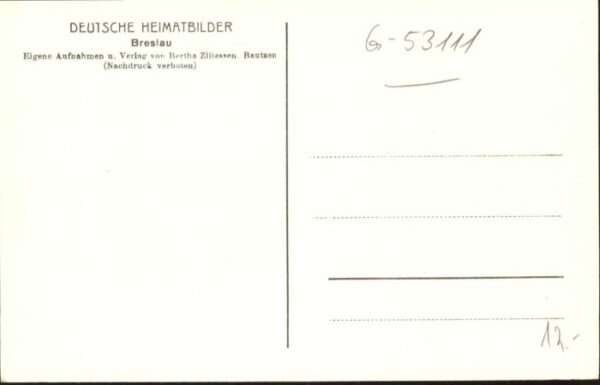 DEUTSCHE HEIMATBILDER
Breslau
Eigene Aufnahmen u. Verlag von Bertha Zillessen Bautzen
(Nachdruck verboten)
G-53111
12.-